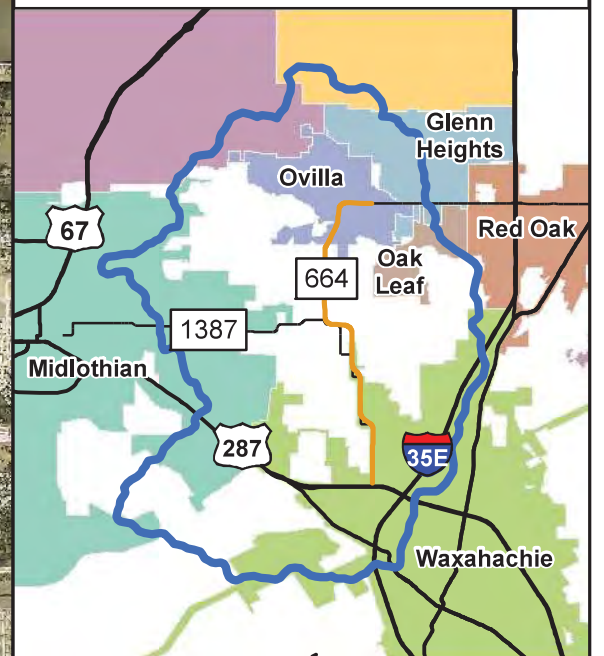 Glenn
Heights
Ovilla
67
Red Oak
Oak
Leaf
664
1387
Midlothian
287
35E
Waxahachie